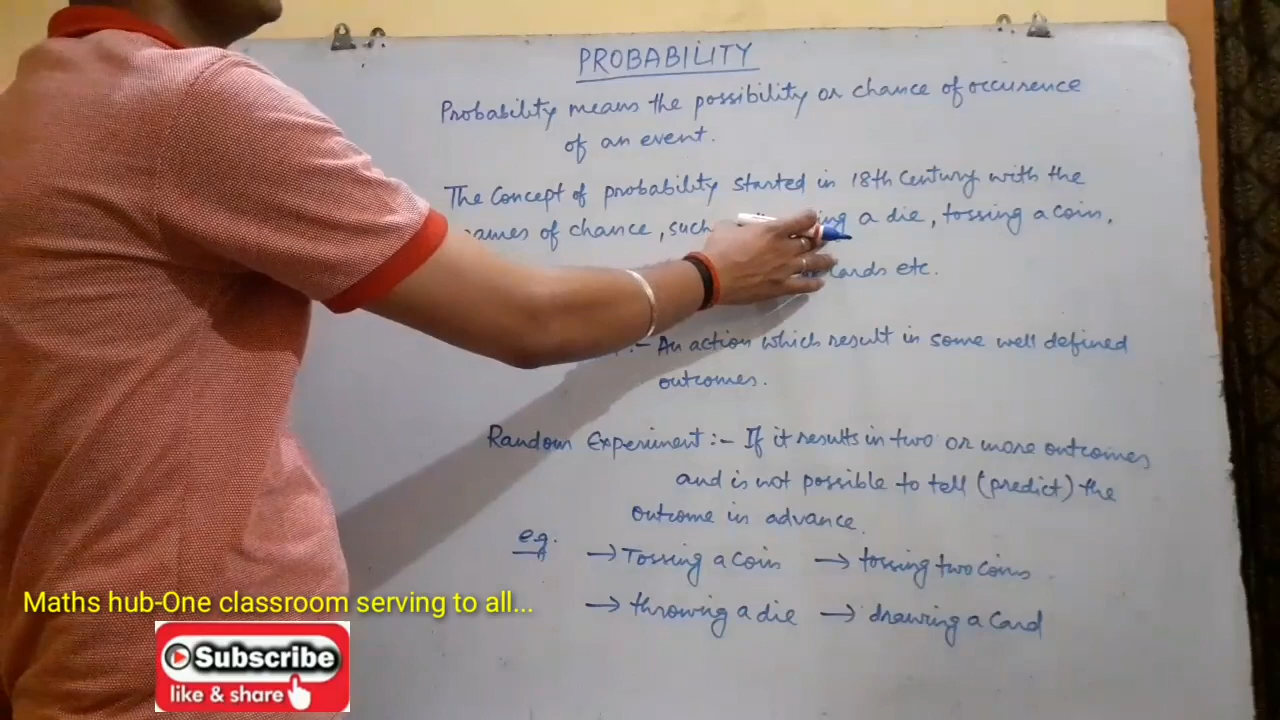 PROBABILITY
Probability means the possibility or chance of occurence
of an event.
The Concept of probability started in 18th Century with the
of chance, such a die, tossing a coin,
cards etc.
:- An action which result in some well defined
outcomes.
Random Experiment :- If it results in two or more outcomes
and is not possible to tell (predict) the
outcome in advance.
e.g. → Tossing a coin → tossing two coins
→ throwing a die → drawing a Card
Maths hub-One classroom serving to all...
Subscribe
like & share